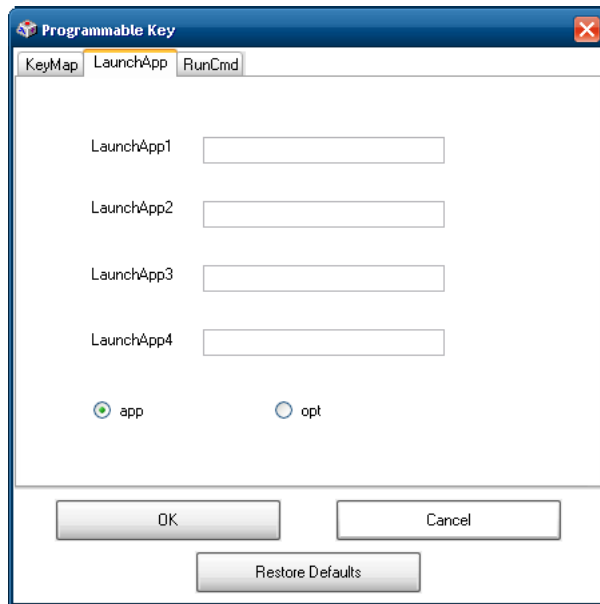 Programmable Key
KeyMap LaunchApp RunCmd
LaunchApp1
LaunchApp2
LaunchApp3
LaunchApp4
app opt
OK Cancel
Restore Defaults